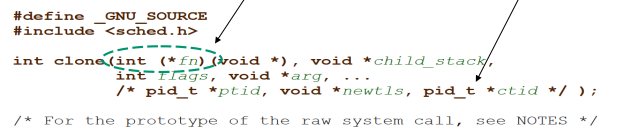 #define _GNU_SOURCE
#include <sched.h>
int clone(int (*fn)(void *), void *child_stack,
int flags, void *arg, ...
/* pid_t *ptid, void *newtls, pid_t *ctid */ );
/* For the prototype of the raw system call, see NOTES */